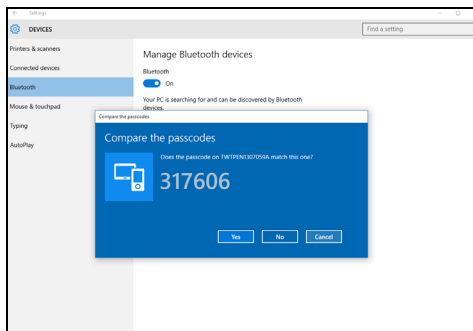 Settings
DEVICES
Find a setting
Printers & scanners
Connected devices
Bluetooth
Mouse & touchpad
Typing
AutoPlay
Manage Bluetooth devices
Bluetooth
On
Your PC is searching for and can be discovered by Bluetooth
devices.
Compare the passcodes
Compare the passcodes
Does the passcode on TWTPENI1307059A match this one?
317606
Yes
No
Cancel